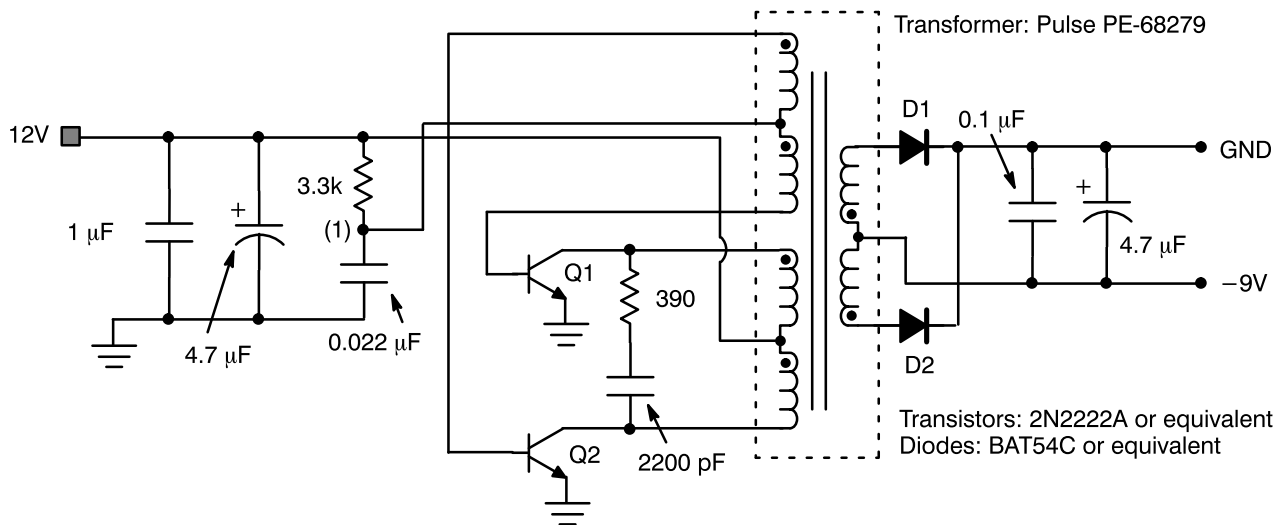 Transformer: Pulse PE-68279
D1
0.1 μF
12V
GND
3.3k
+
1 μF
(1)
+
4.7 μF
Q1
390
−9V
4.7 μF
0.022 μF
D2
Transistors: 2N2222A or equivalent
Diodes: BAT54C or equivalent
Q2
2200 pF